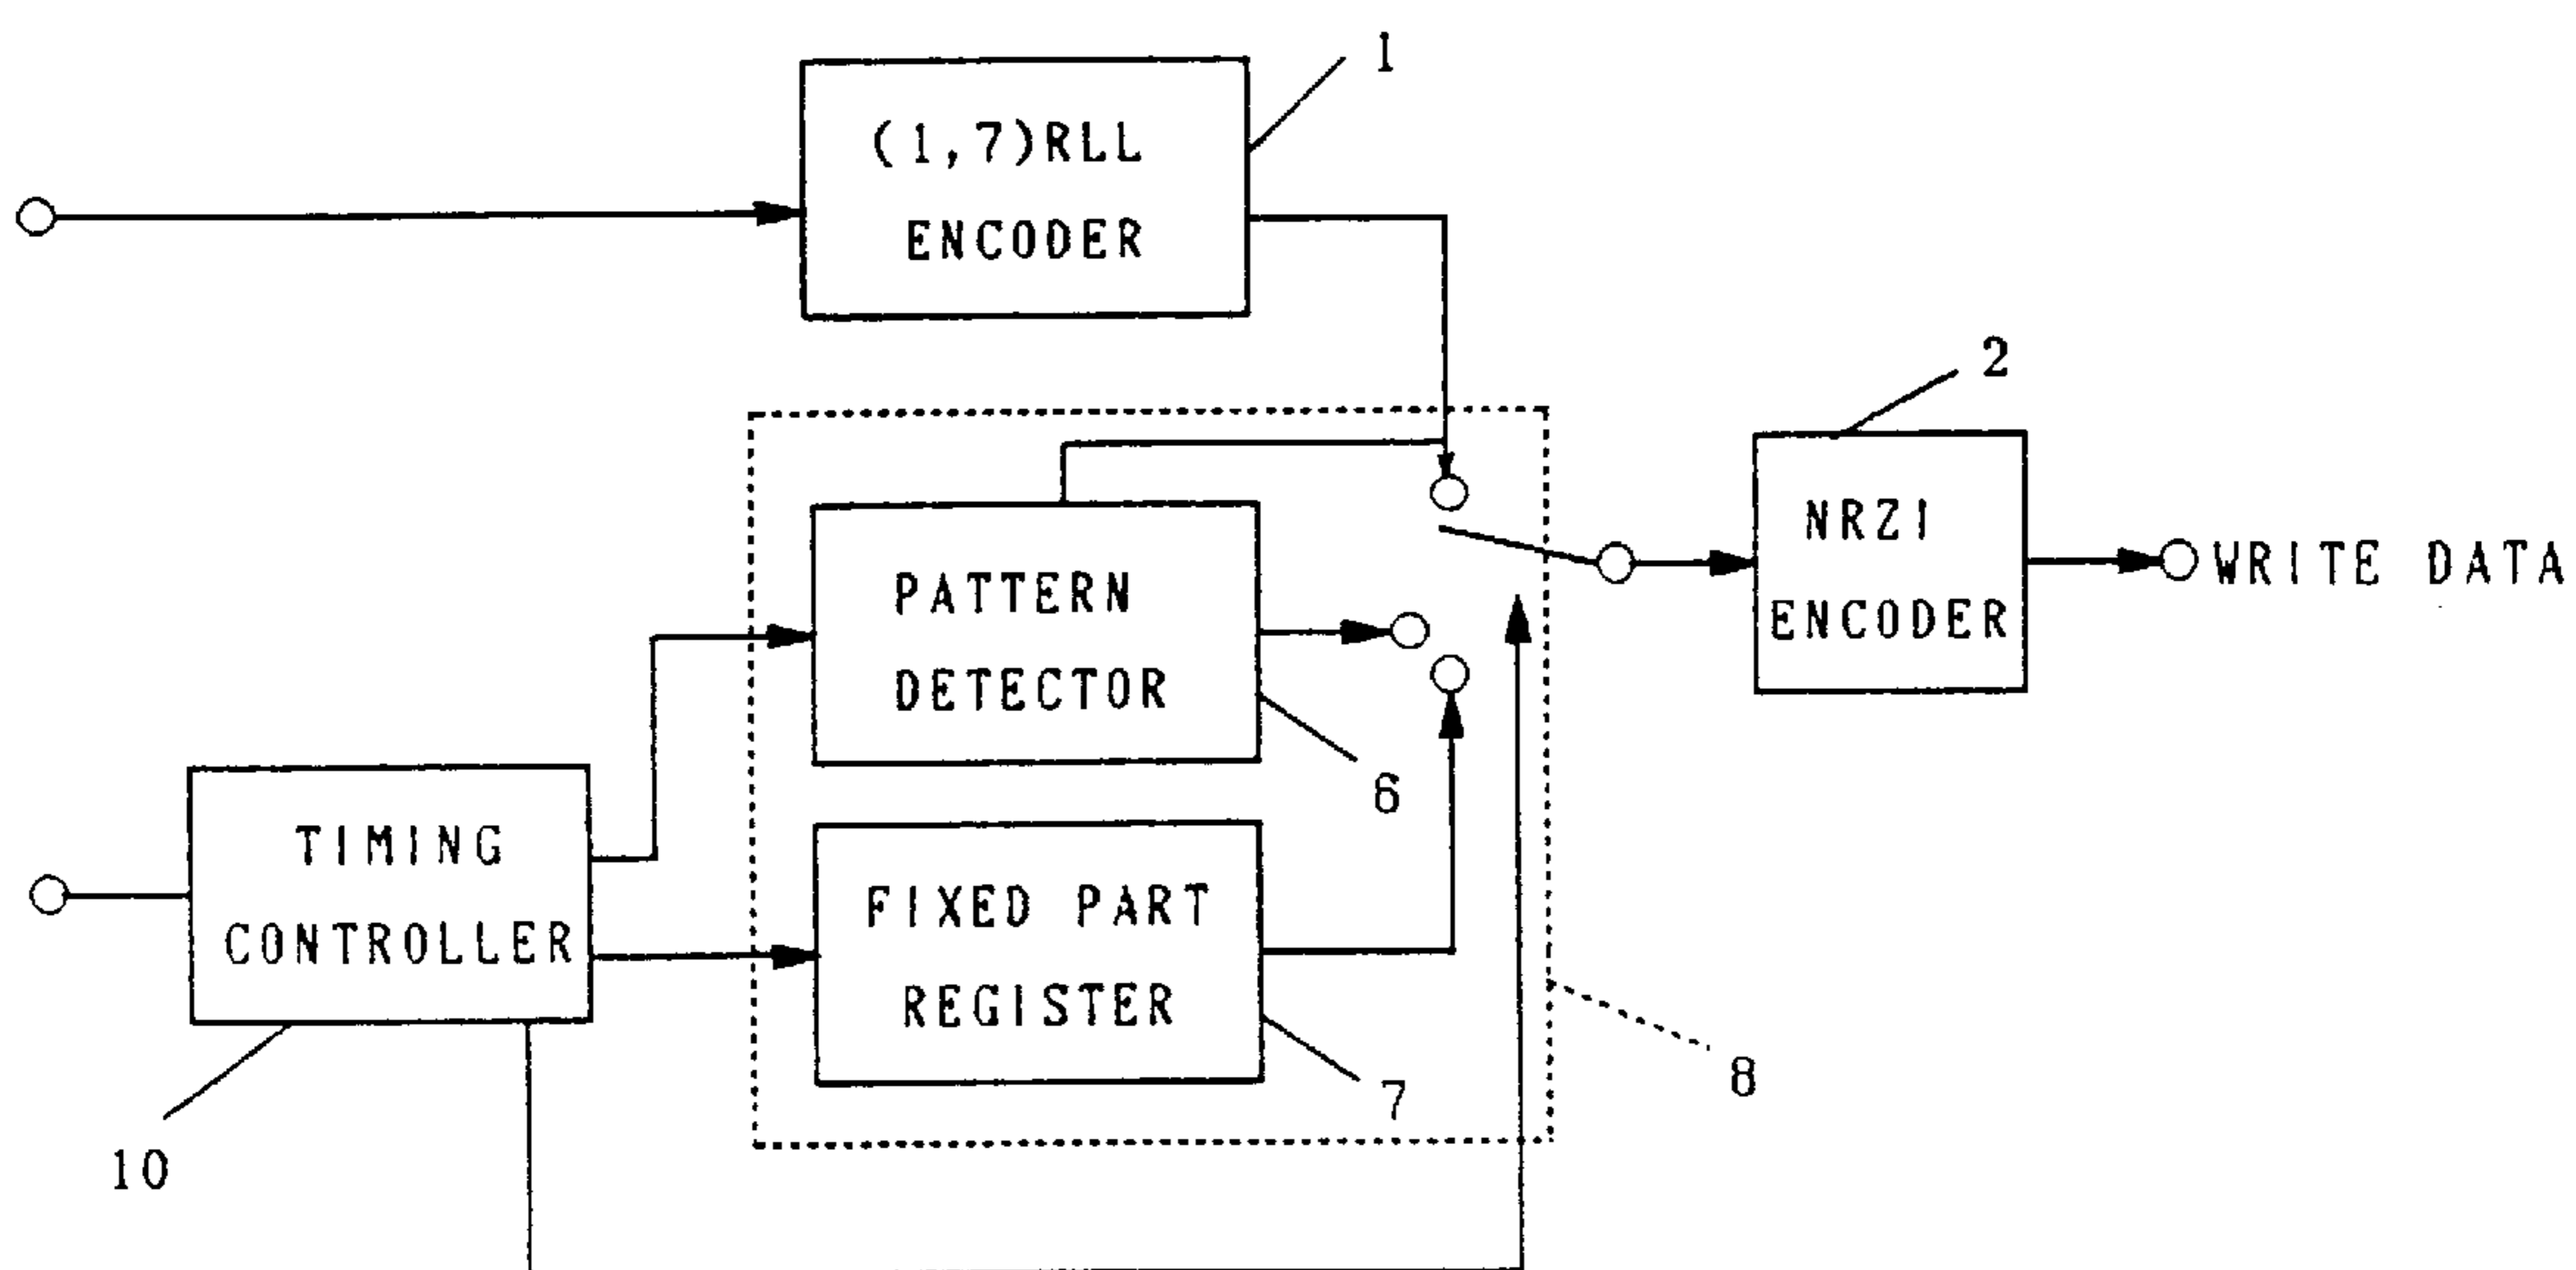 1
(1,7)RLL
ENCODER
2
NRZI
ENCODER
WRITE DATA
PATTERN
DETECTOR
6
TIMING
CONTROLLER
FIXED PART
REGISTER
7
8
10